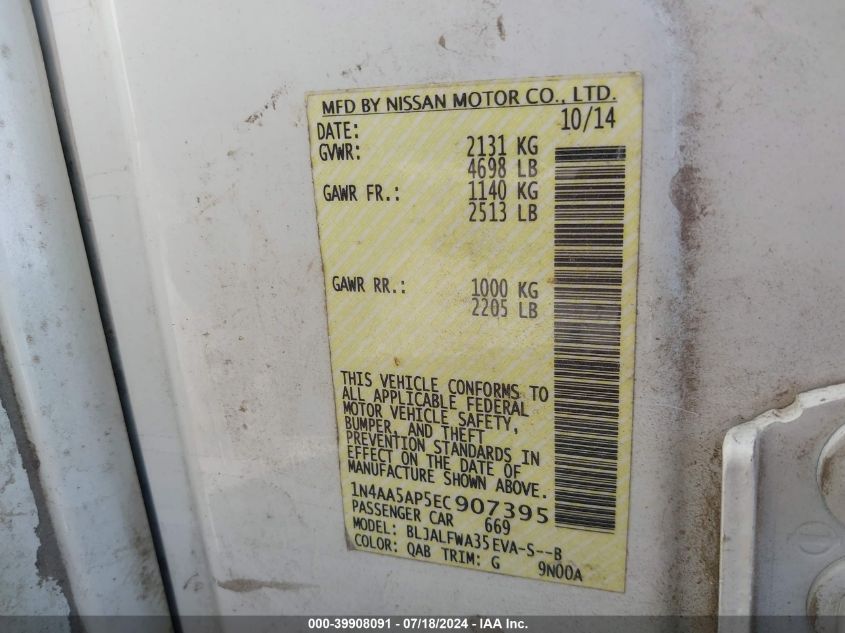 MFD BY NISSAN MOTOR CO., LTD.
DATE: 10/14
GVWR: 2131 KG
4698 LB
GAWR FR.: 1140 KG
2513 LB
GAWR RR.: 1000 KG
2205 LB
THIS VEHICLE CONFORMS TO
ALL APPLICABLE FEDERAL
MOTOR VEHICLE SAFETY,
BUMPER, AND THEFT
PREVENTION STANDARDS IN
EFFECT ON THE DATE OF
MANUFACTURE SHOWN ABOVE.
1N4AA5AP5EC907395
PASSENGER CAR 669
MODEL: BLJALFWA35EVA-S--B
COLOR: QAB TRIM: G 9N00A
000-39908091 / 07/18/2024 - IAA Inc.